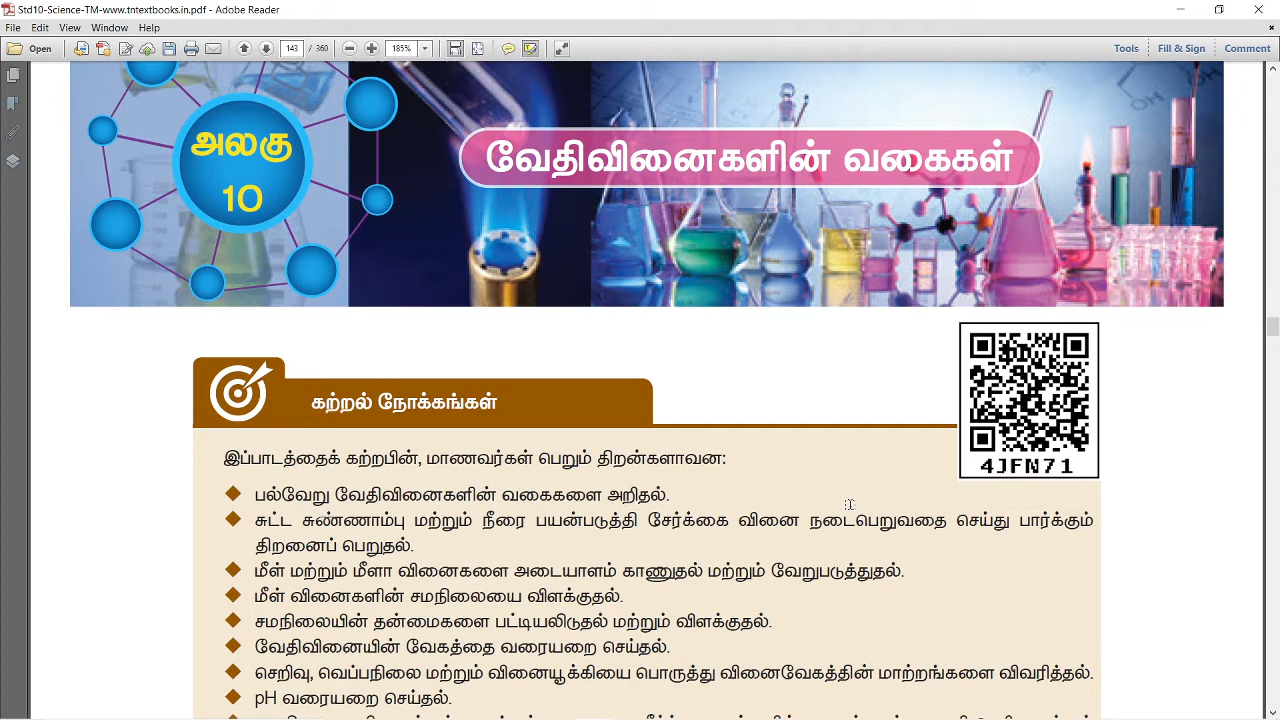 Std10-Science-TM-www.tntextbooks.in.pdf - Adobe Reader
File Edit View Window Help
Open 143 / 360 185% Tools Fill & Sign Comment
அலகு
10
வேதிவினைகளின் வகைகள்
4JFN71
கற்றல் நோக்கங்கள்
இப்பாடத்தைக் கற்றபின், மாணவர்கள் பெறும் திறன்களாவன:
பல்வேறு வேதிவினைகளின் வகைகளை அறிதல்.
சுட்ட சுண்ணாம்பு மற்றும் நீரை பயன்படுத்தி சேர்க்கை வினை நடைபெறுவதை செய்து பார்க்கும்
திறனைப் பெறுதல்.
மீள் மற்றும் மீளா வினைகளை அடையாளம் காணுதல் மற்றும் வேறுபடுத்துதல்.
மீள் வினைகளின் சமநிலையை விளக்குதல்.
சமநிலையின் தன்மைகளை பட்டியலிடுதல் மற்றும் விளக்குதல்.
வேதிவினையின் வேகத்தை வரையறை செய்தல்.
செறிவு, வெப்பநிலை மற்றும் வினையூக்கியை பொருத்து வினைவேகத்தின் மாற்றங்களை விவரித்தல்.
pH வரையறை செய்தல்.